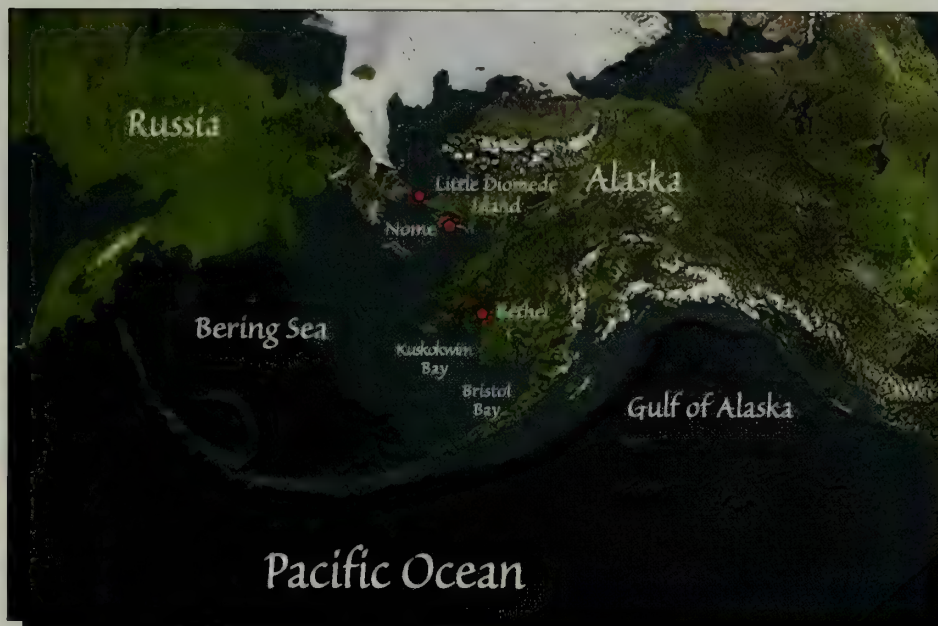 Russia
Little Diomede
Island
Alaska
Nome
Bethel
Bering Sea
Kuskokwim
Bay
Bristol
Bay
Gulf of Alaska
Pacific Ocean